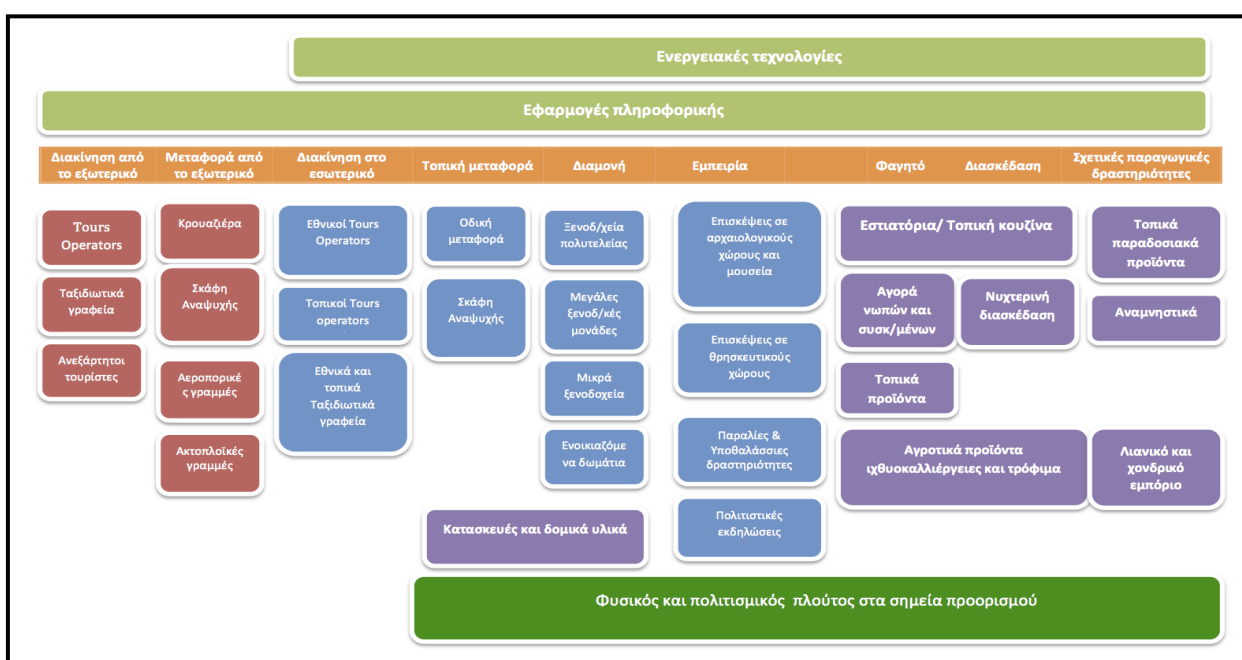 Ενεργειακές τεχνολογίες
Εφαρμογές πληροφορικής
Διακίνηση από
το εξωτερικό
Μεταφορά από
το εξωτερικό
Διακίνηση στο
εσωτερικό
Τοπική μεταφορά
Διαμονή
Εμπειρία
Φαγητό
Διασκέδαση
Σχετικές παραγωγικές
δραστηριότητες
Tours
Operators
Ταξιδιωτικά
γραφεία
Ανεξάρτητοι
τουρίστες
Κρουαζιέρα
Σκάφη
Αναψυχής
Αεροπορικέ
ς γραμμές
Ακτοπλοϊκές
γραμμές
Εθνικοί Tours
Operators
Τοπικοί Tours
operators
Εθνικά και
τοπικά
Ταξιδιωτικά
γραφεία
Οδική
μεταφορά
Σκάφη
Αναψυχής
Ξενοδ/χεία
πολυτελείας
Μεγάλες
ξενοδ/κές
μονάδες
Μικρά
ξενοδοχεία
Ενοικιαζόμε
να δωμάτια
Κατασκευές και δομικά υλικά
Επισκέψεις σε
αρχαιολογικούς
χώρους και
μουσεία
Επισκέψεις σε
θρησκευτικούς
χώρους
Παραλίες &
Υποθαλάσσιες
δραστηριότητες
Πολιτιστικές
εκδηλώσεις
Εστιατόρια/ Τοπική κουζίνα
Αγορά
νωπών και
συσκ/μένων
Νυχτερινή
διασκέδαση
Τοπικά
προϊόντα
Αγροτικά προϊόντα
ιχθυοκαλλιέργειες και τρόφιμα
Τοπικά
παραδοσιακά
προϊόντα
Αναμνηστικά
Λιανικό και
χονδρικό
εμπόριο
Φυσικός και πολιτισμικός πλούτος στα σημεία προορισμού